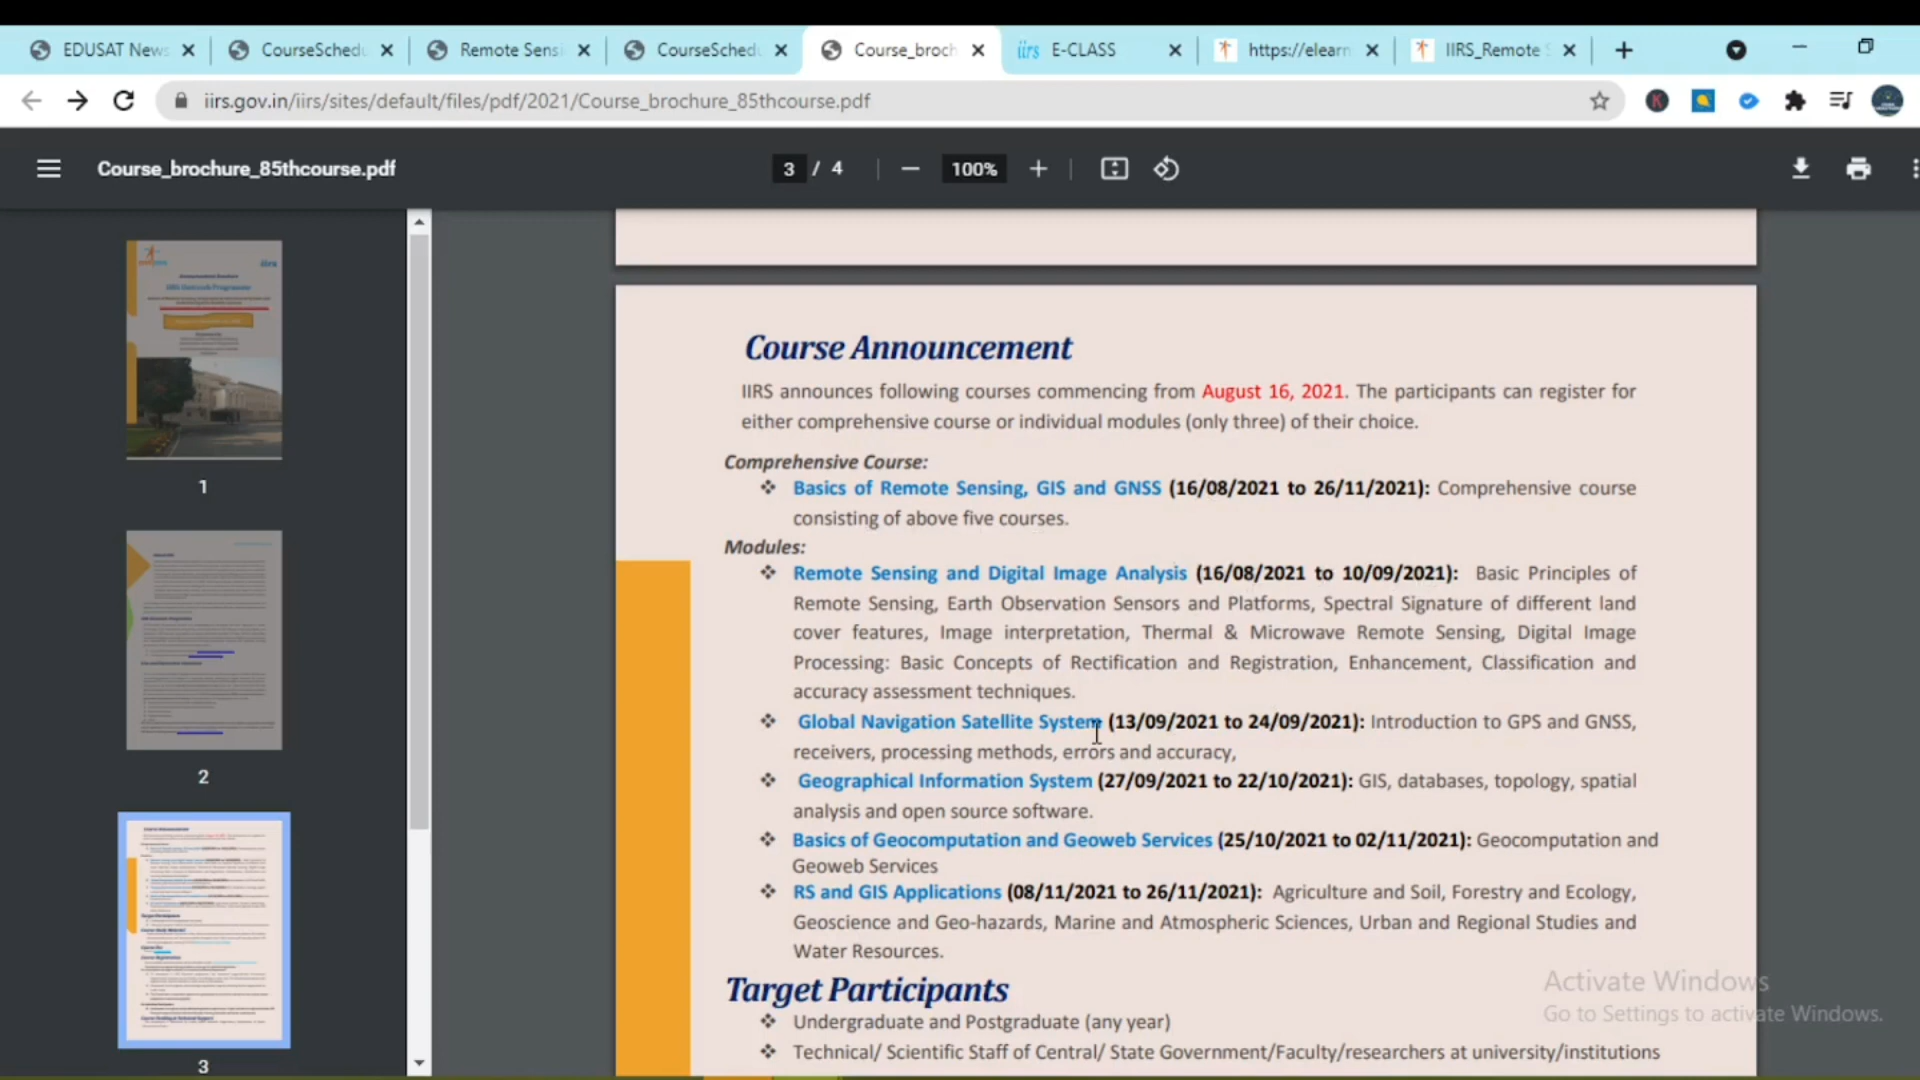 EDUSAT News
CourseSchedu
Remote Sensi
CourseSchedu
Course_broch
iirs E-CLASS
https://elearn
IIRS_Remote S
iirs.gov.in/iirs/sites/default/files/pdf/2021/Course_brochure_85thcourse.pdf
K
Course_brochure_85thcourse.pdf
3 / 4
100%
1
2
3
Course Announcement
IIRS announces following courses commencing from August 16, 2021. The participants can register for
either comprehensive course or individual modules (only three) of their choice.
Comprehensive Course:
❖ Basics of Remote Sensing, GIS and GNSS (16/08/2021 to 26/11/2021): Comprehensive course
consisting of above five courses.
Modules:
❖ Remote Sensing and Digital Image Analysis (16/08/2021 to 10/09/2021): Basic Principles of
Remote Sensing, Earth Observation Sensors and Platforms, Spectral Signature of different land
cover features, Image interpretation, Thermal & Microwave Remote Sensing, Digital Image
Processing: Basic Concepts of Rectification and Registration, Enhancement, Classification and
accuracy assessment techniques.
❖ Global Navigation Satellite System (13/09/2021 to 24/09/2021): Introduction to GPS and GNSS,
receivers, processing methods, errors and accuracy,
❖ Geographical Information System (27/09/2021 to 22/10/2021): GIS, databases, topology, spatial
analysis and open source software.
❖ Basics of Geocomputation and Geoweb Services (25/10/2021 to 02/11/2021): Geocomputation and
Geoweb Services
❖ RS and GIS Applications (08/11/2021 to 26/11/2021): Agriculture and Soil, Forestry and Ecology,
Geoscience and Geo-hazards, Marine and Atmospheric Sciences, Urban and Regional Studies and
Water Resources.
Target Participants
❖ Undergraduate and Postgraduate (any year)
❖ Technical/ Scientific Staff of Central/ State Government/Faculty/researchers at university/institutions
Activate Windows
Go to Settings to activate Windows.